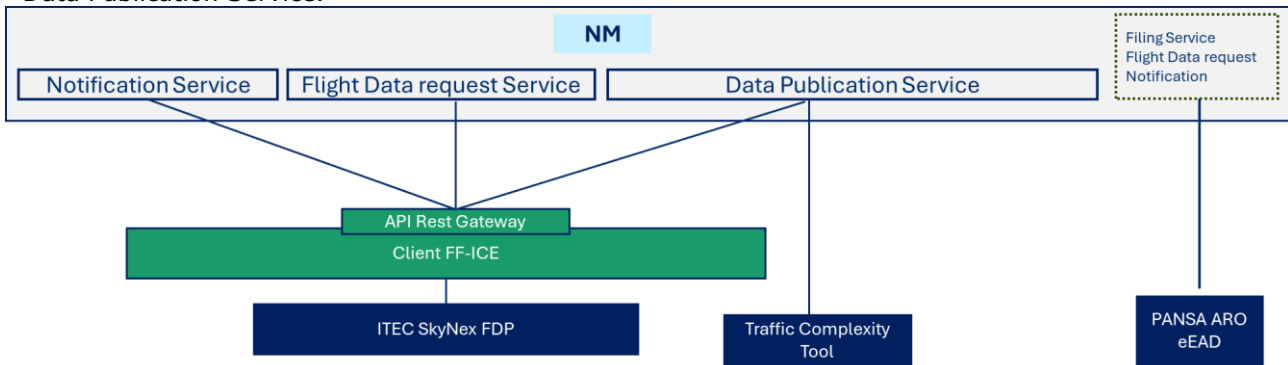 Data Publication Service.
NM
Filing Service
Flight Data request
Notification
Notification Service
Flight Data request Service
Data Publication Service
API Rest Gateway
Client FF-ICE
ITEC SkyNex FDP
Traffic Complexity
Tool
PANSA ARO
eEAD